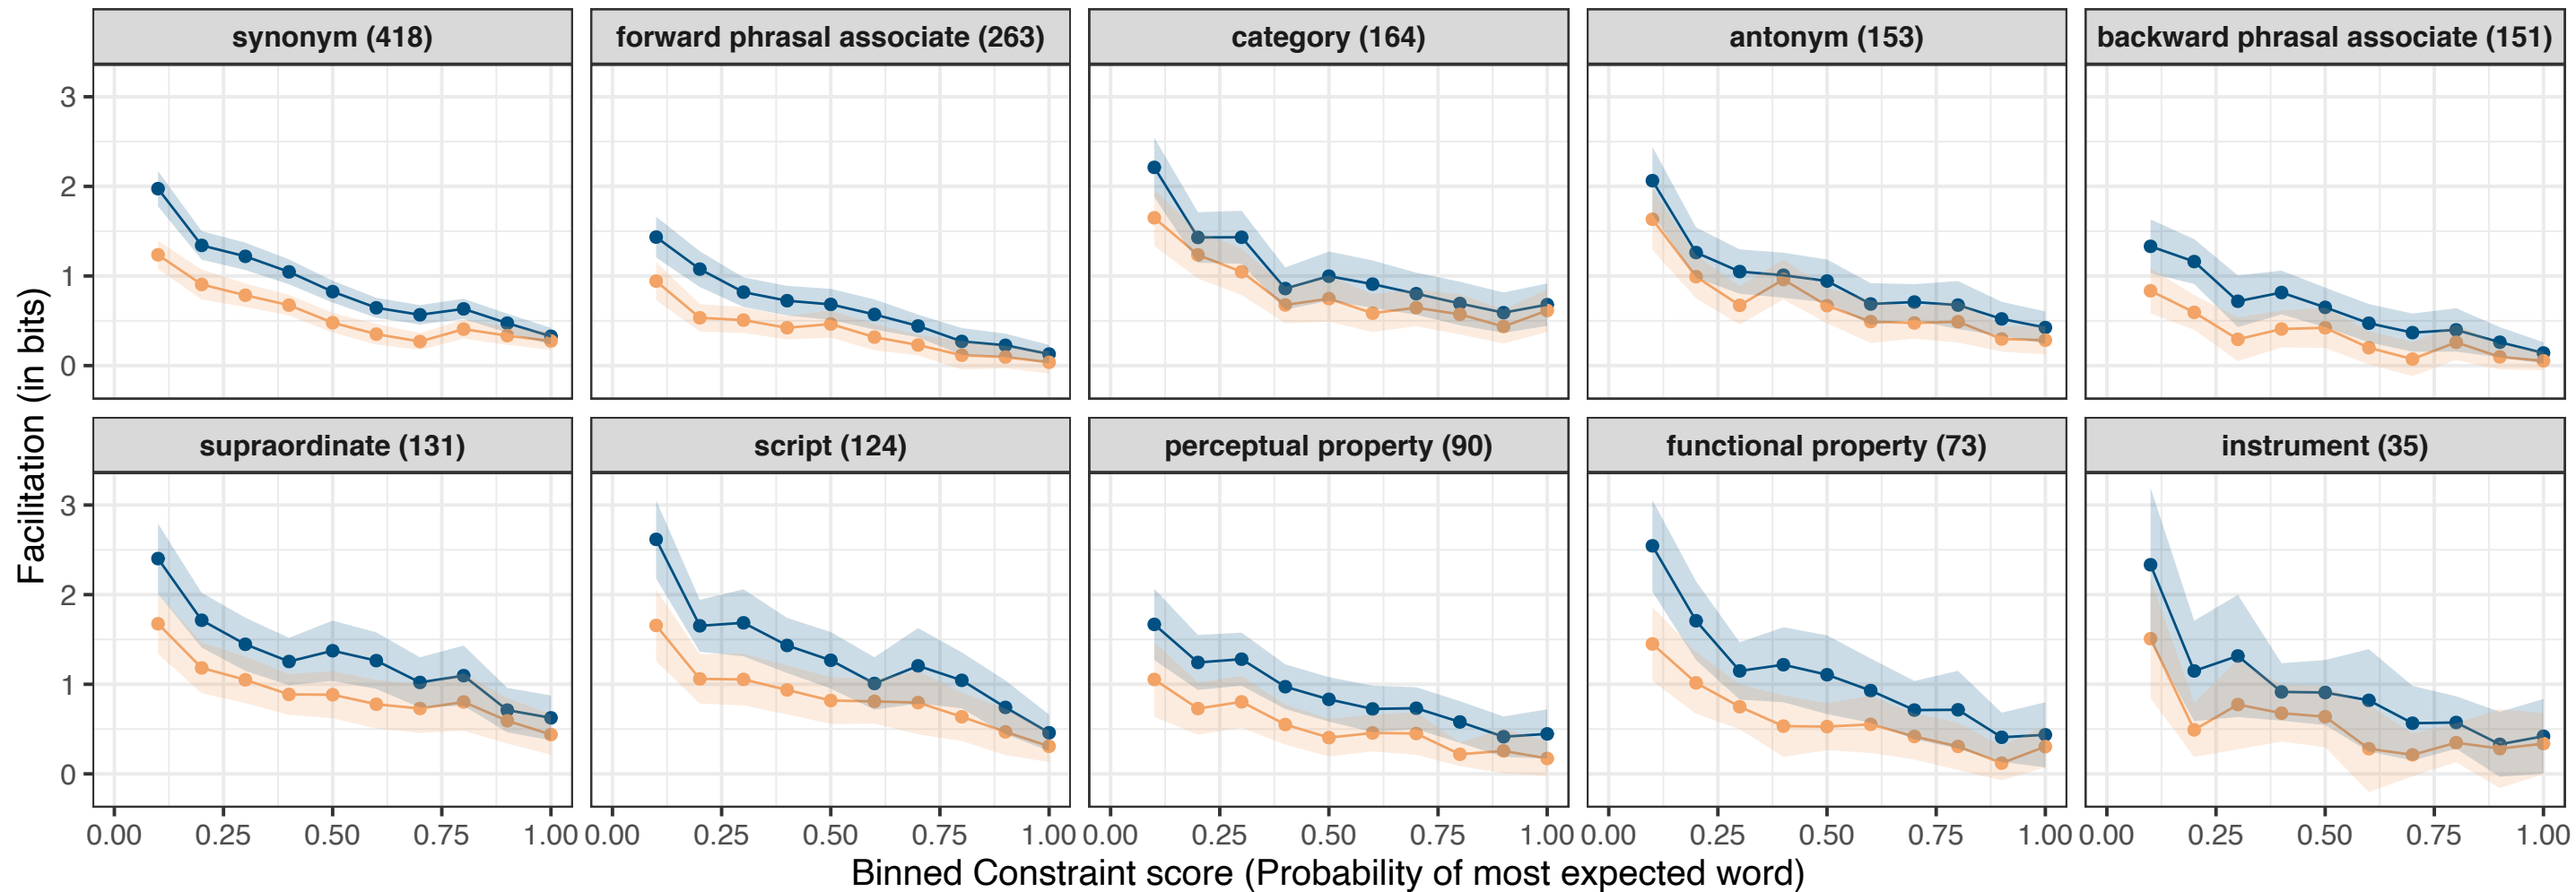 synonym (418)
forward phrasal associate (263)
category (164)
antonym (153)
backward phrasal associate (151)
3
2
1
0
supraordinate (131)
script (124)
perceptual property (90)
functional property (73)
instrument (35)
3
2
1
0
Facilitation (in bits)
0.00 0.25 0.50 0.75 1.00
0.00 0.25 0.50 0.75 1.00
0.00 0.25 0.50 0.75 1.00
0.00 0.25 0.50 0.75 1.00
0.00 0.25 0.50 0.75 1.00
Binned Constraint score (Probability of most expected word)